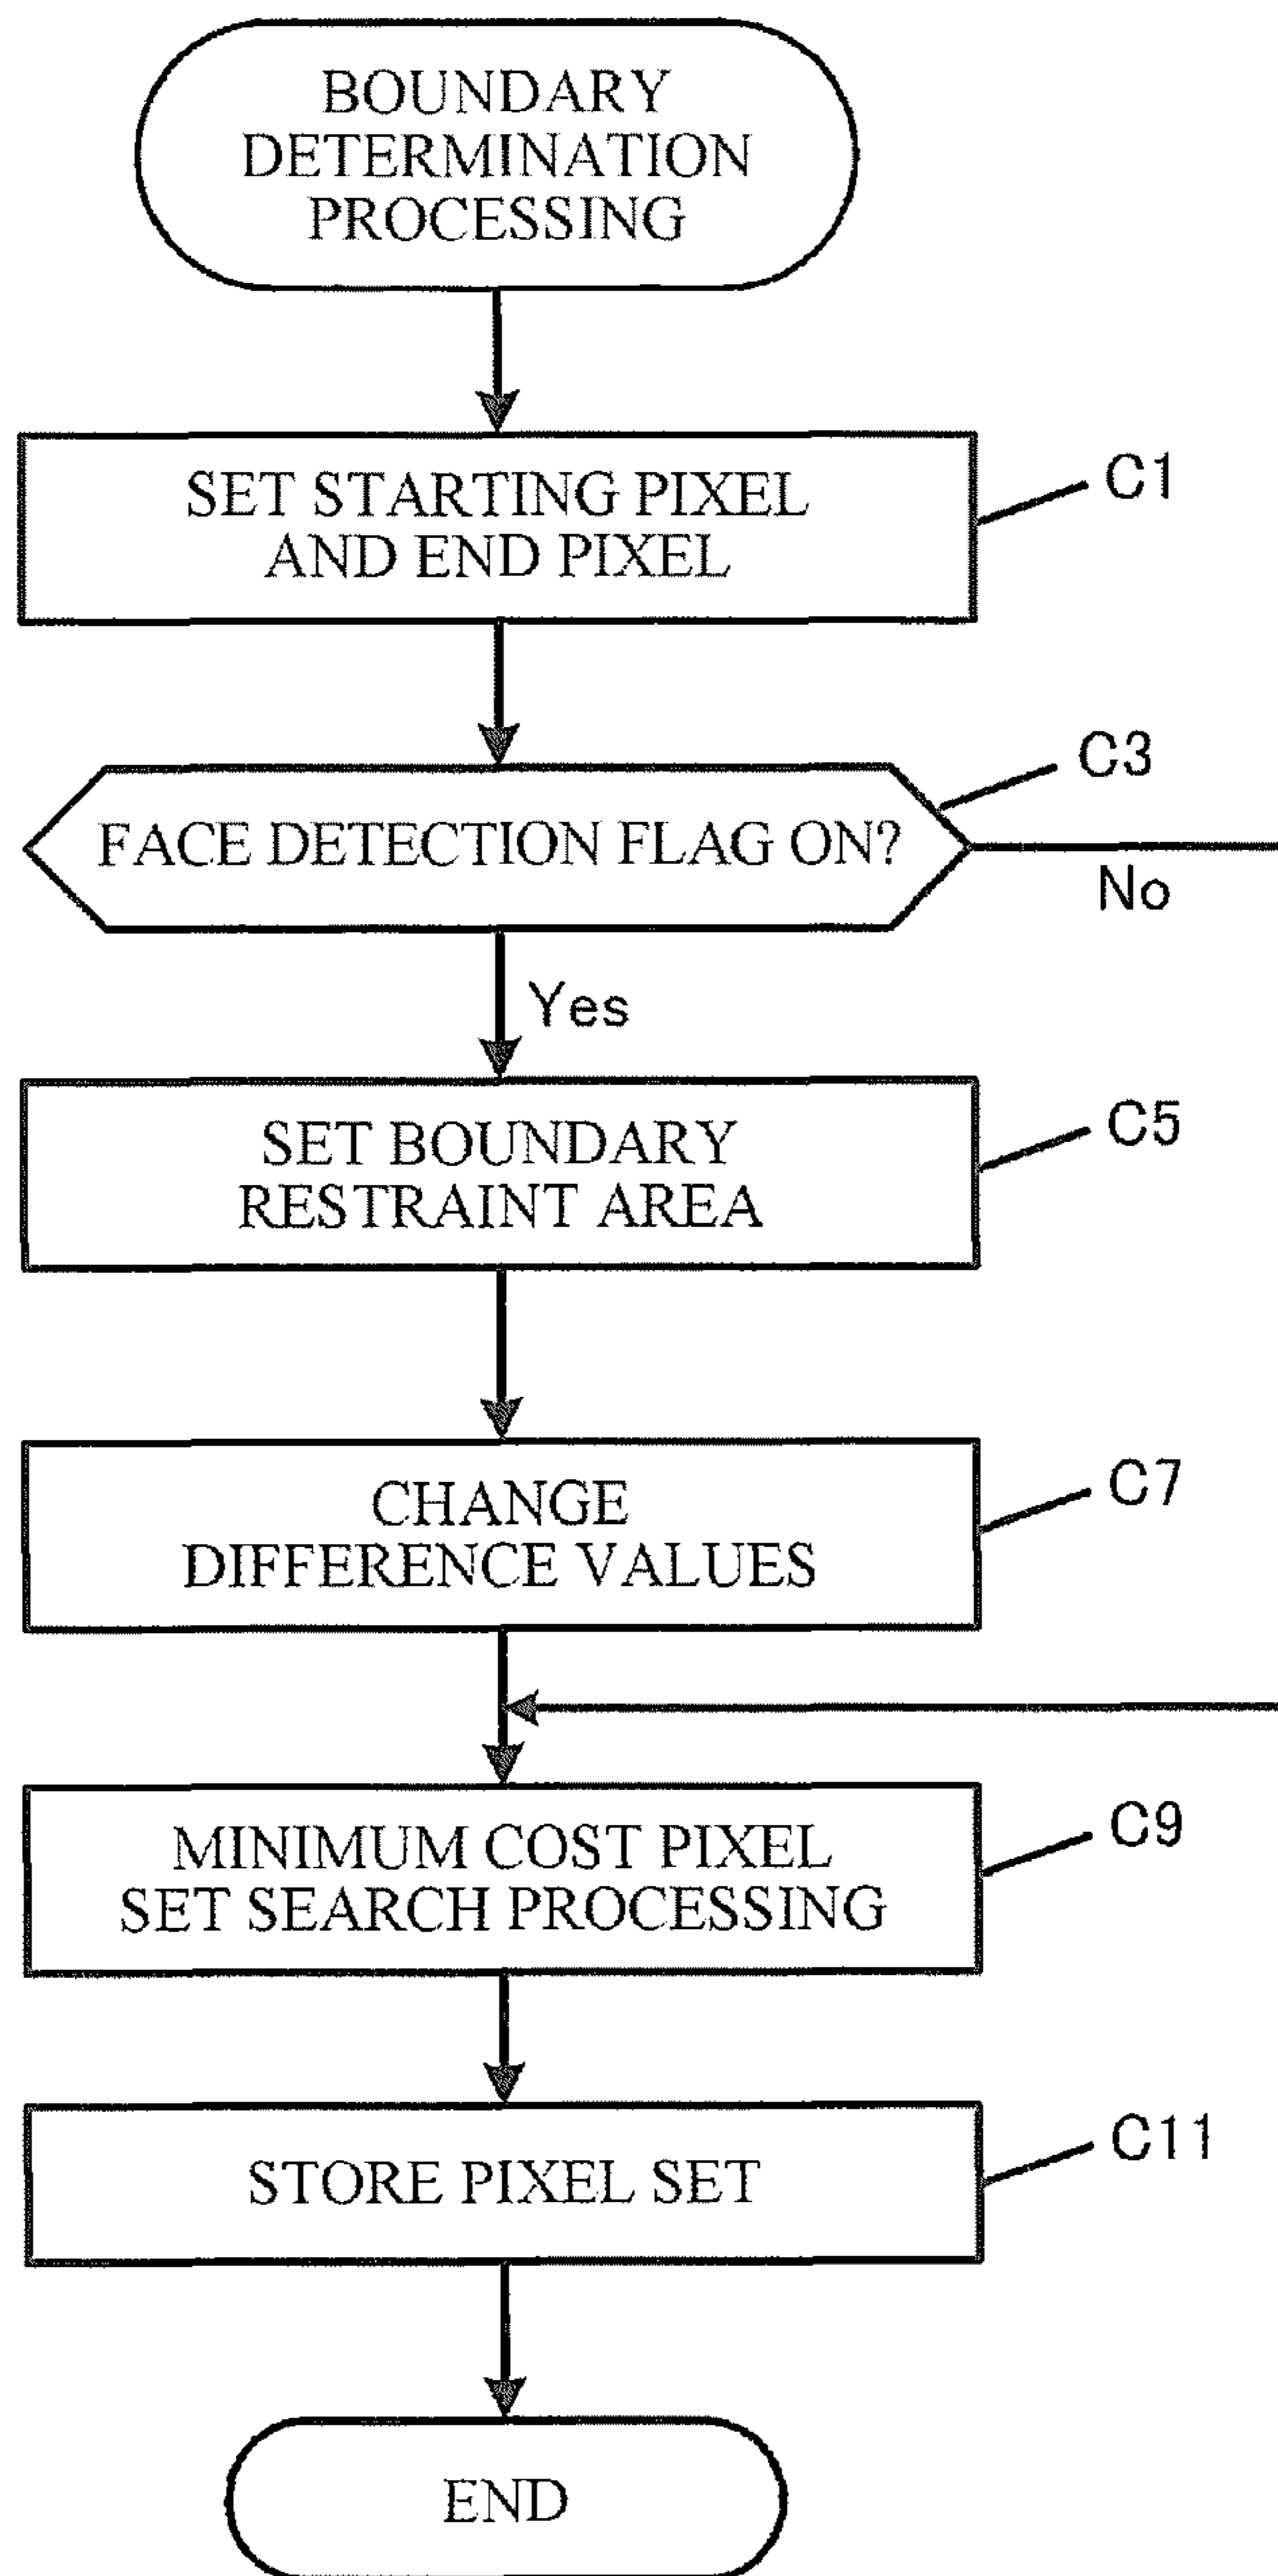 BOUNDARY
DETERMINATION
PROCESSING
SET STARTING PIXEL
AND END PIXEL
C1
FACE DETECTION FLAG ON?
C3
No
Yes
SET BOUNDARY
RESTRAINT AREA
C5
CHANGE
DIFFERENCE VALUES
C7
MINIMUM COST PIXEL
SET SEARCH PROCESSING
C9
STORE PIXEL SET
C11
END